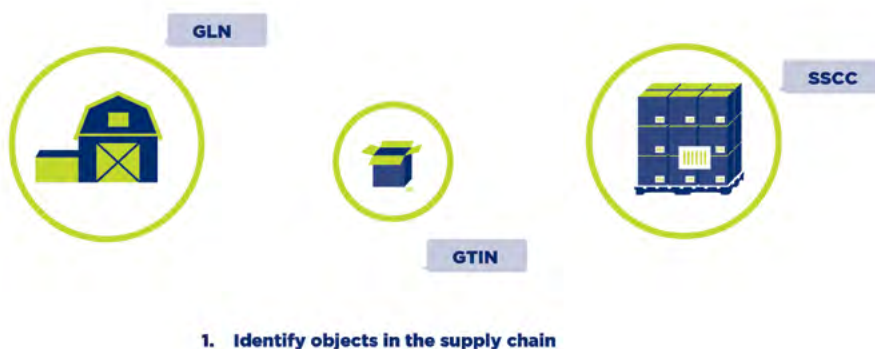 GLN
SSCC
GTIN
1. Identify objects in the supply chain